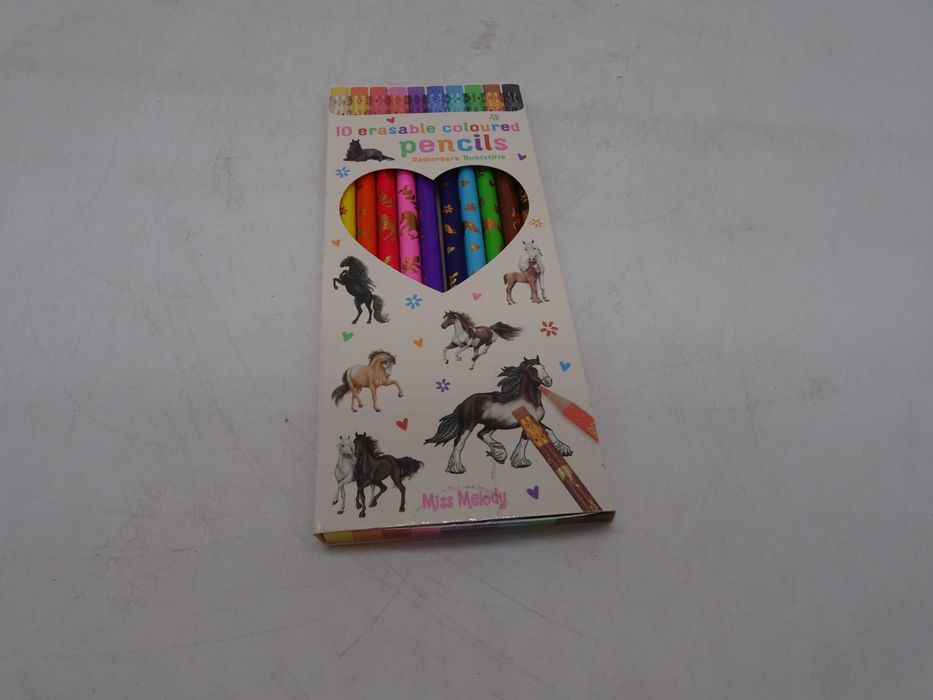 10 erasable coloured
pencils
Radierbare Buntstifte
Miss Melody